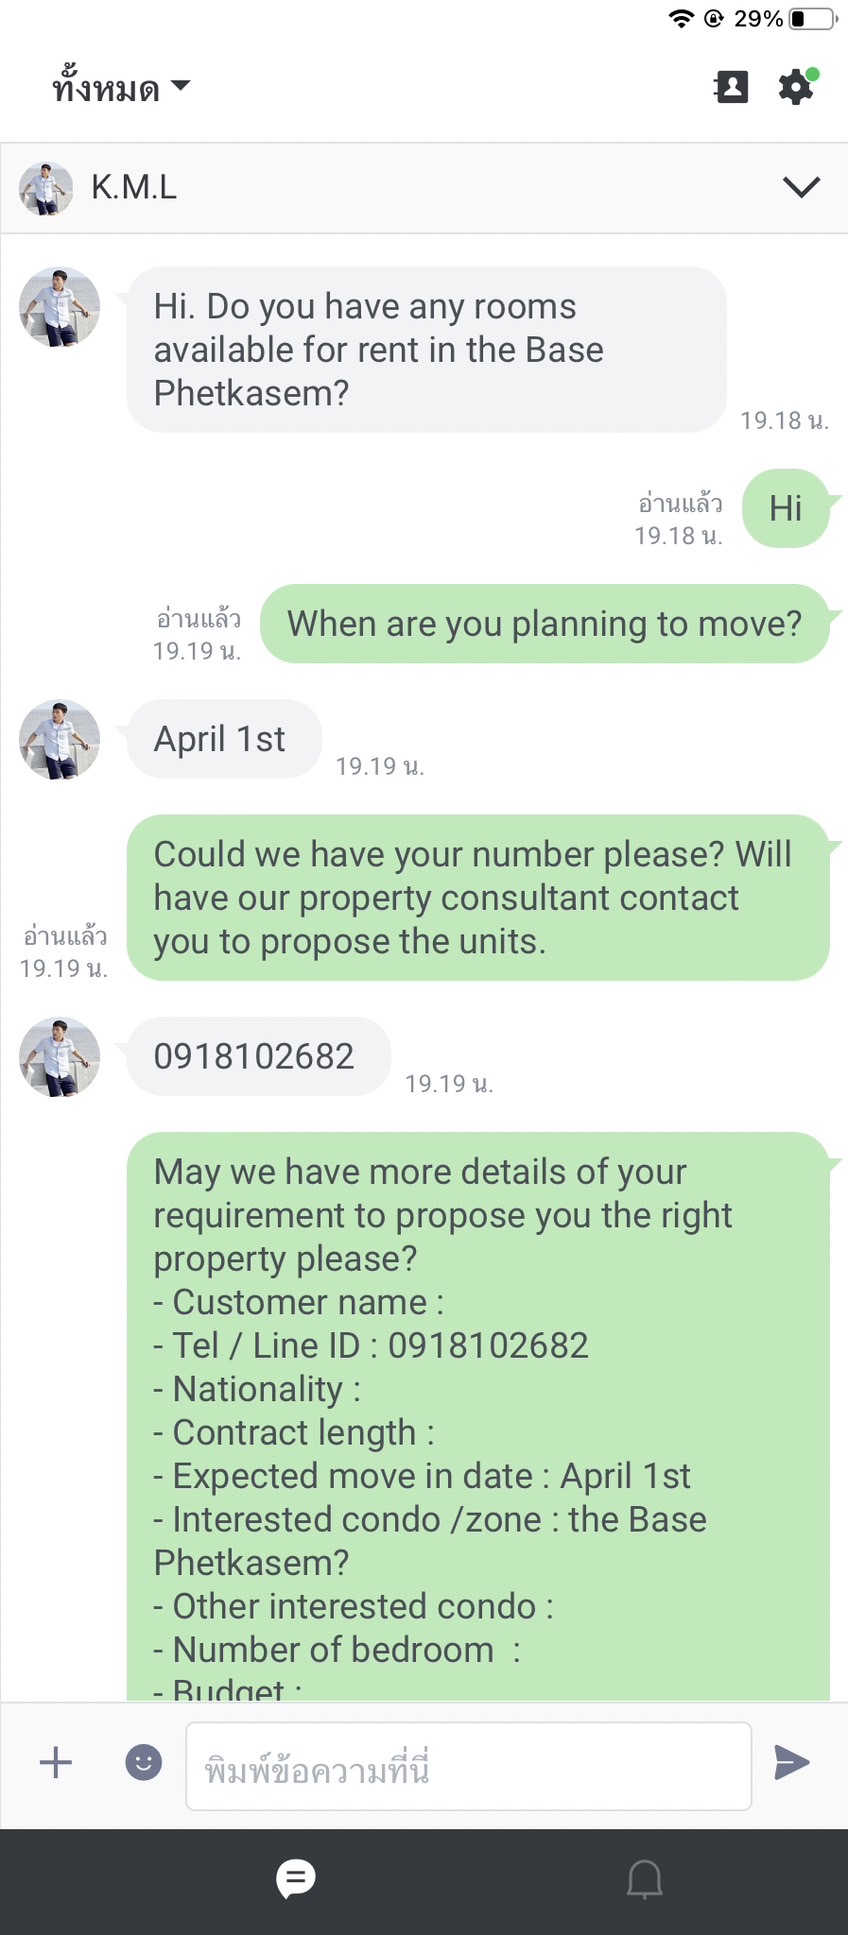 29%
ทั้งหมด
K.M.L
Hi. Do you have any rooms
available for rent in the Base
Phetkasem?
19.18 น.
อ่านแล้ว
19.18 น.
Hi
อ่านแล้ว
19.19 น.
When are you planning to move?
April 1st
19.19 น.
Could we have your number please? Will
have our property consultant contact
you to propose the units.
อ่านแล้ว
19.19 น.
0918102682
19.19 น.
May we have more details of your
requirement to propose you the right
property please?
- Customer name :
- Tel / Line ID : 0918102682
- Nationality :
- Contract length :
- Expected move in date : April 1st
- Interested condo /zone : the Base
Phetkasem?
- Other interested condo :
- Number of bedroom  :
- Budget :
พิมพ์ข้อความที่นี่